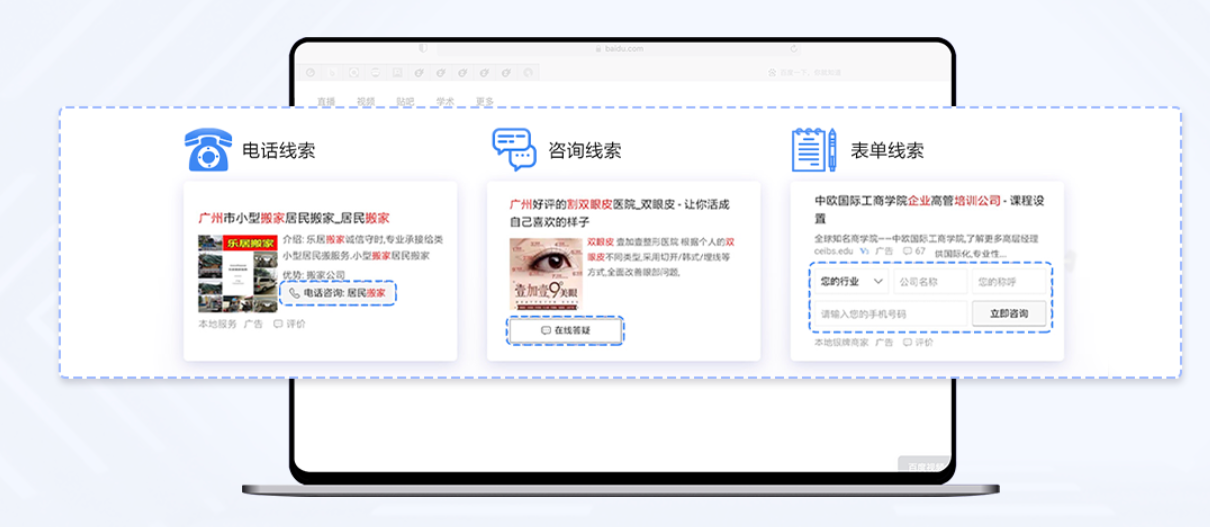 baidu.com
百度一下，你就知道
直播 视频 贴吧 学术 更多
电话线索
广州市小型搬家居民搬家_居民搬家
乐居搬家
介绍: 乐居搬家诚信守时,专业承接给类
小型居民搬服务.小型搬家居民搬家
优势: 搬家公司
电话咨询: 居民搬家
本地服务 广告 评价
咨询线索
广州好评的割双眼皮医院_双眼皮 - 让你活成
自己喜欢的样子
双眼皮 壹加壹整形医院 根据个人的双
眼皮不同类型,采用切开/韩式/埋线等
方式,全面改善眼部问题,
壹加壹9°美眼
在线答疑
表单线索
中欧国际工商学院企业高管培训公司 - 课程设
置
全球知名商学院——中欧国际工商学院,了解更多高层经理
ceibs.edu 广告 67 供国际化,专业性...
您的行业 公司名称 您的称呼
请输入您的手机号码 立即咨询
本地银牌商家 广告 评价